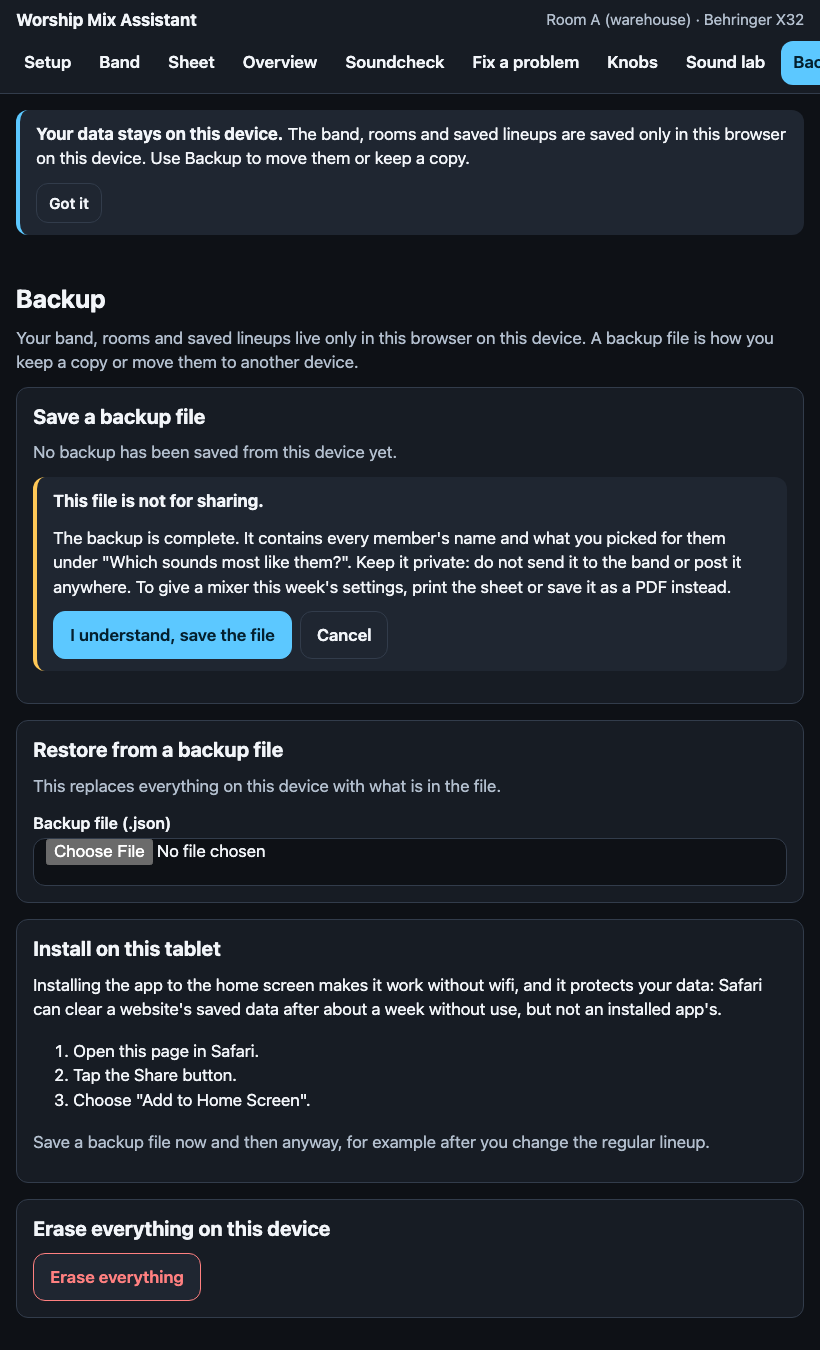 Worship Mix Assistant
Room A (warehouse) · Behringer X32
Setup Band Sheet Overview Soundcheck Fix a problem Knobs Sound lab Bac
Your data stays on this device. The band, rooms and saved lineups are saved only in this browser
on this device. Use Backup to move them or keep a copy.
Got it
Backup
Your band, rooms and saved lineups live only in this browser on this device. A backup file is how you
keep a copy or move them to another device.
Save a backup file
No backup has been saved from this device yet.
This file is not for sharing.
The backup is complete. It contains every member's name and what you picked for them
under "Which sounds most like them?". Keep it private: do not send it to the band or post it
anywhere. To give a mixer this week's settings, print the sheet or save it as a PDF instead.
I understand, save the file Cancel
Restore from a backup file
This replaces everything on this device with what is in the file.
Backup file (.json)
Choose File No file chosen
Install on this tablet
Installing the app to the home screen makes it work without wifi, and it protects your data: Safari
can clear a website's saved data after about a week without use, but not an installed app's.
1. Open this page in Safari.
2. Tap the Share button.
3. Choose "Add to Home Screen".
Save a backup file now and then anyway, for example after you change the regular lineup.
Erase everything on this device
Erase everything